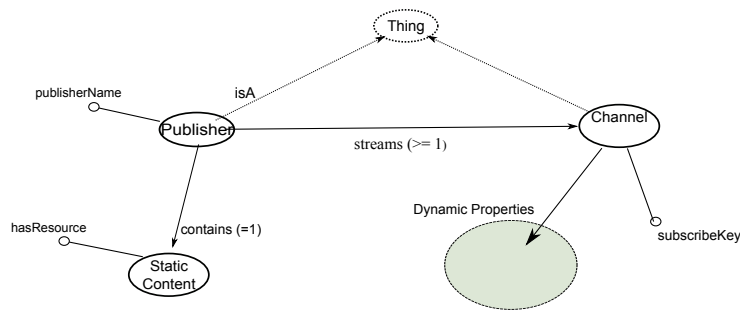 Thing
isA
publisherName
Publisher
Channel
streams (>= 1)
Dynamic Properties
hasResource
contains (=1)
subscribeKey
Static
Content